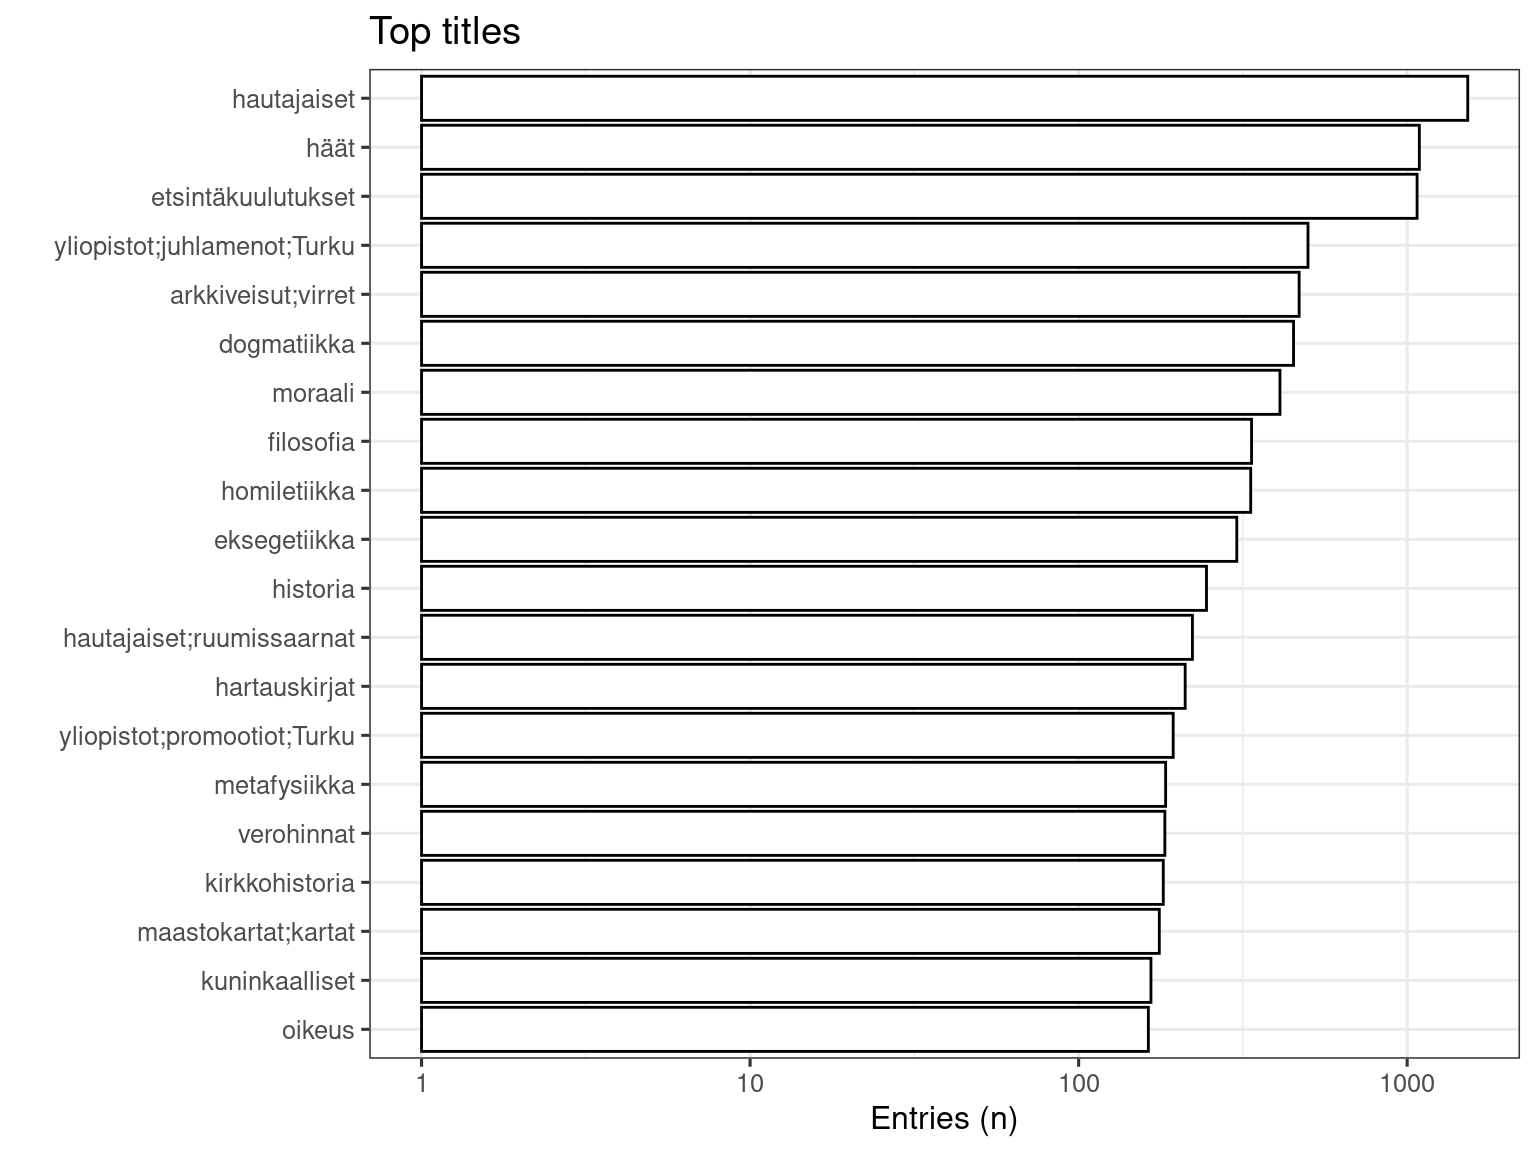 Top titles
hautajaiset
häät
etsintäkuulutukset
yliopistot;juhlamenot;Turku
arkkiveisut;virret
dogmatiikka
moraali
filosofia
homiletiikka
eksegetiikka
historia
hautajaiset;ruumissaarnat
hartauskirjat
yliopistot;promootiot;Turku
metafysiikka
verohinnat
kirkkohistoria
maastokartat;kartat
kuninkaalliset
oikeus
1 10 100 1000
Entries (n)